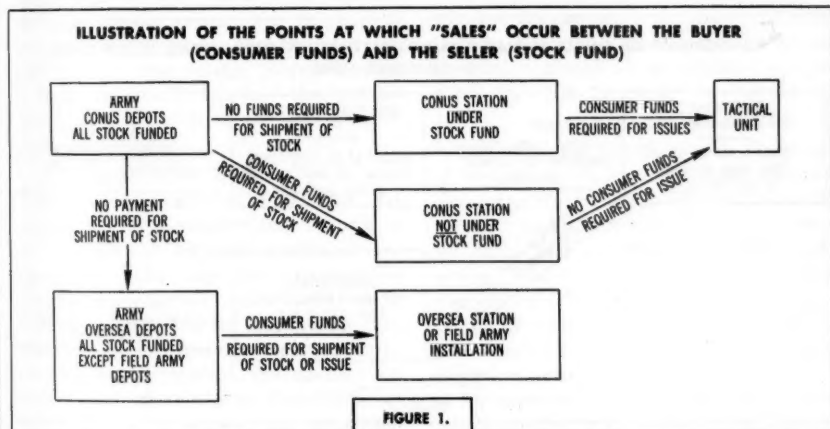 ILLUSTRATION OF THE POINTS AT WHICH "SALES" OCCUR BETWEEN THE BUYER
(CONSUMER FUNDS) AND THE SELLER (STOCK FUND)
ARMY
CONUS DEPOTS
ALL STOCK FUNDED
NO FUNDS REQUIRED
FOR SHIPMENT OF
STOCK
CONUS STATION
UNDER
STOCK FUND
CONSUMER FUNDS
REQUIRED FOR ISSUES
TACTICAL
UNIT
CONSUMER FUNDS
REQUIRED FOR SHIPMENT
OF STOCK
CONUS STATION
NOT UNDER
STOCK FUND
NO CONSUMER FUNDS
REQUIRED FOR ISSUE
NO PAYMENT
REQUIRED FOR
SHIPMENT OF STOCK
ARMY
OVERSEA DEPOTS
ALL STOCK FUNDED
EXCEPT FIELD ARMY
DEPOTS
CONSUMER FUNDS
REQUIRED FOR SHIPMENT
OF STOCK OR ISSUE
OVERSEA STATION
OR FIELD ARMY
INSTALLATION
FIGURE 1.